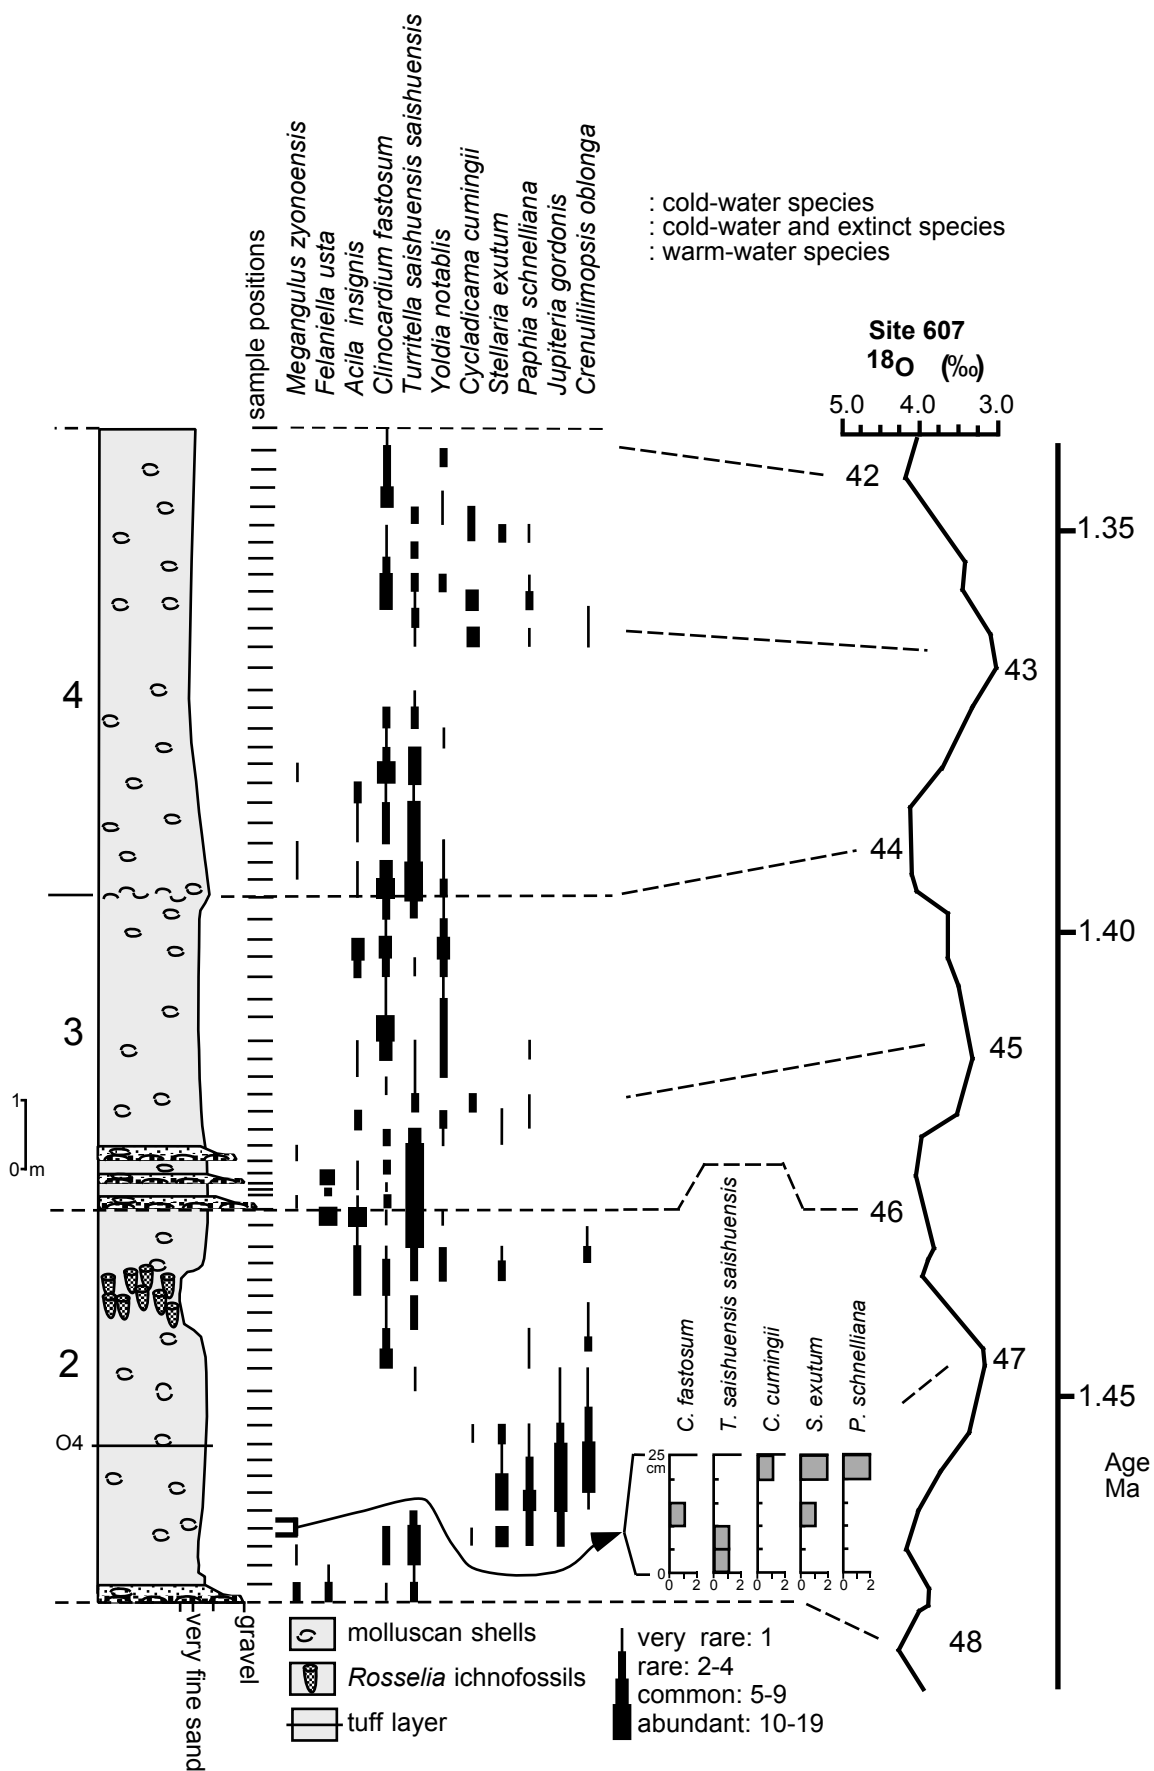 sample positions
Megangulus zyonoensis
Felaniella usta
Acila insignis
Clinocardium fastosum
Turritella saishuensis saishuensis
Yoldia notablis
Cycladicama cumingii
Stellaria exutum
Paphia schnelliana
Jupiteria gordonis
Crenulilimopsis oblonga
: cold-water species
: cold-water and extinct species
: warm-water species
Site 607
18O (‰)
5.0 4.0 3.0
42
1.35
43
4
44
1.40
3
45
1
0 m
46
2
47
1.45
O4
Age
Ma
C. fastosum
T. saishuensis saishuensis
C. cumingii
S. exutum
P. schnelliana
25
cm
0
0 2 0 2 0 2 0 2 0 2
48
very fine sand
gravel
molluscan shells
Rosselia ichnofossils
tuff layer
very rare: 1
rare: 2-4
common: 5-9
abundant: 10-19